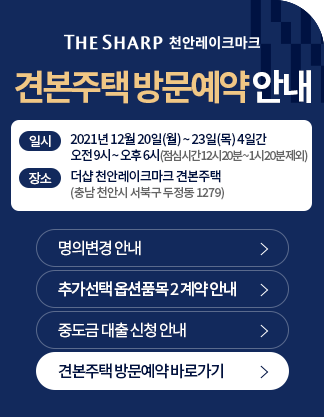 THE SHARP 천안레이크마크
견본주택 방문예약 안내
일시 2021년 12월 20일(월) ~ 23일(목) 4일간
오전 9시 ~ 오후 6시(점심시간12시20분~1시20분제외)
장소 더샵 천안레이크마크 견본주택
(충남 천안시 서북구 두정동 1279)
명의변경 안내
추가선택 옵션품목 2 계약 안내
중도금 대출 신청 안내
견본주택 방문예약 바로가기